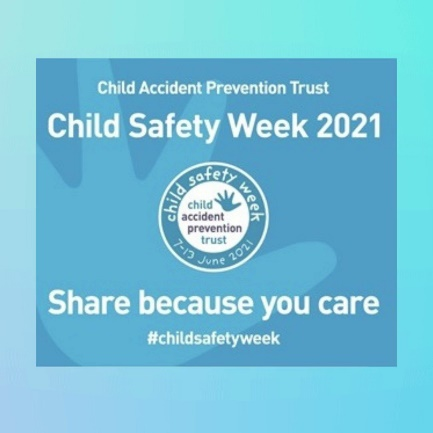 Child Accident Prevention Trust
Child Safety Week 2021
child safety week
child
accident
prevention
trust
7-13 June 2021
Share because you care
#childsafetyweek